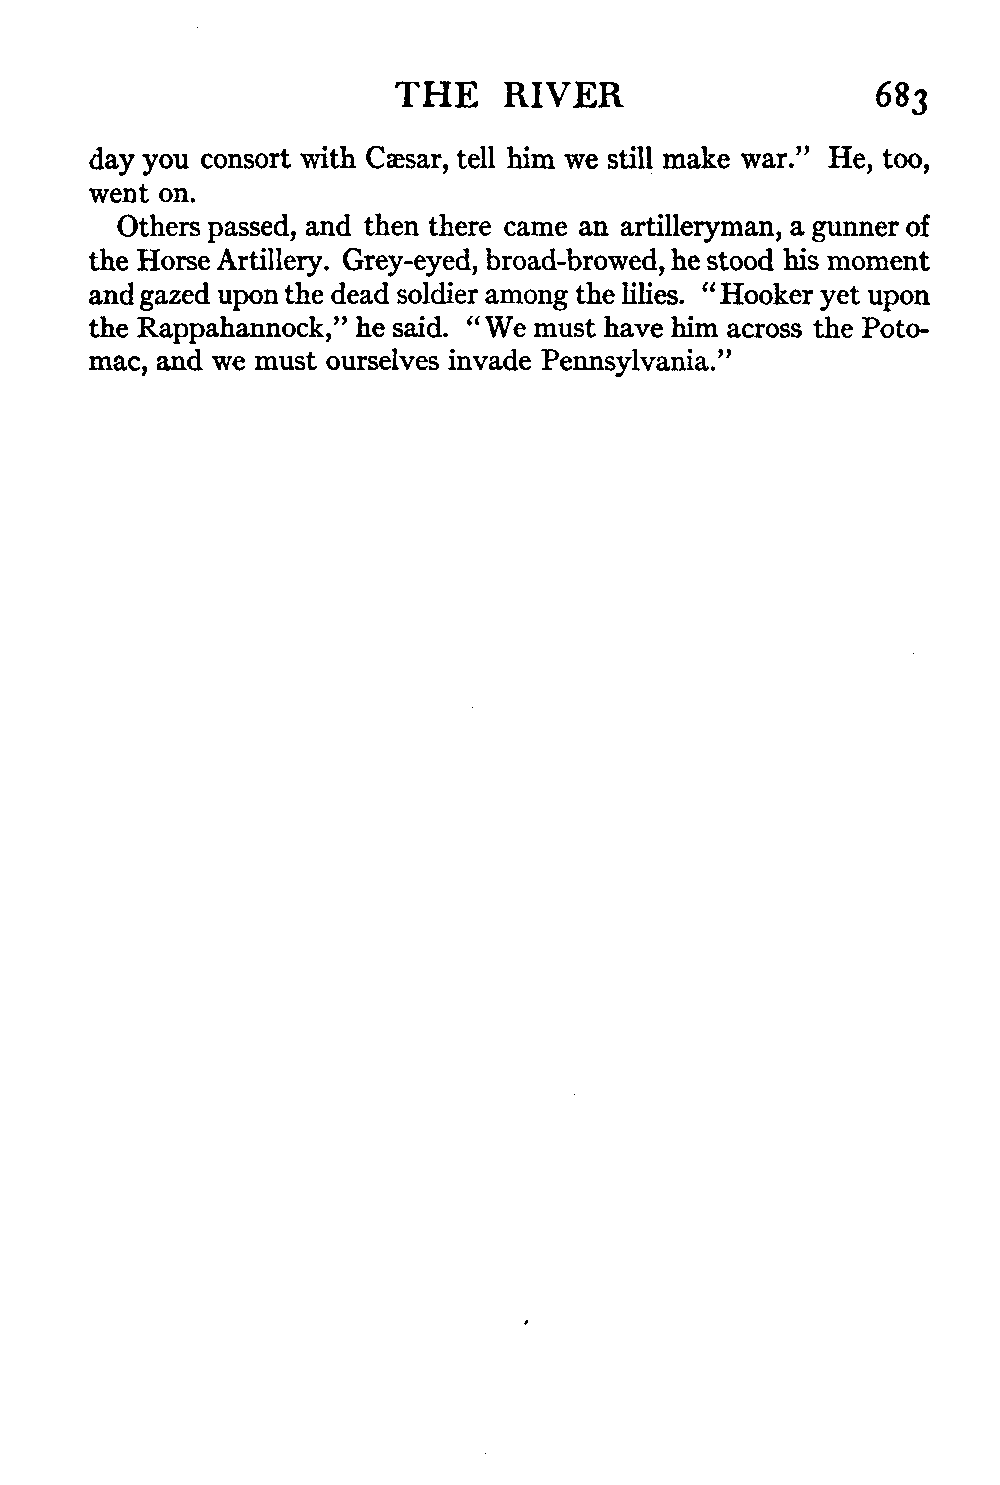 THE RIVER 683
day you consort with Cæsar, tell him we still make war." He, too,
went on.
Others passed, and then there came an artilleryman, a gunner of
the Horse Artillery. Grey-eyed, broad-browed, he stood his moment
and gazed upon the dead soldier among the lilies. "Hooker yet upon
the Rappahannock," he said. "We must have him across the Poto-
mac, and we must ourselves invade Pennsylvania."